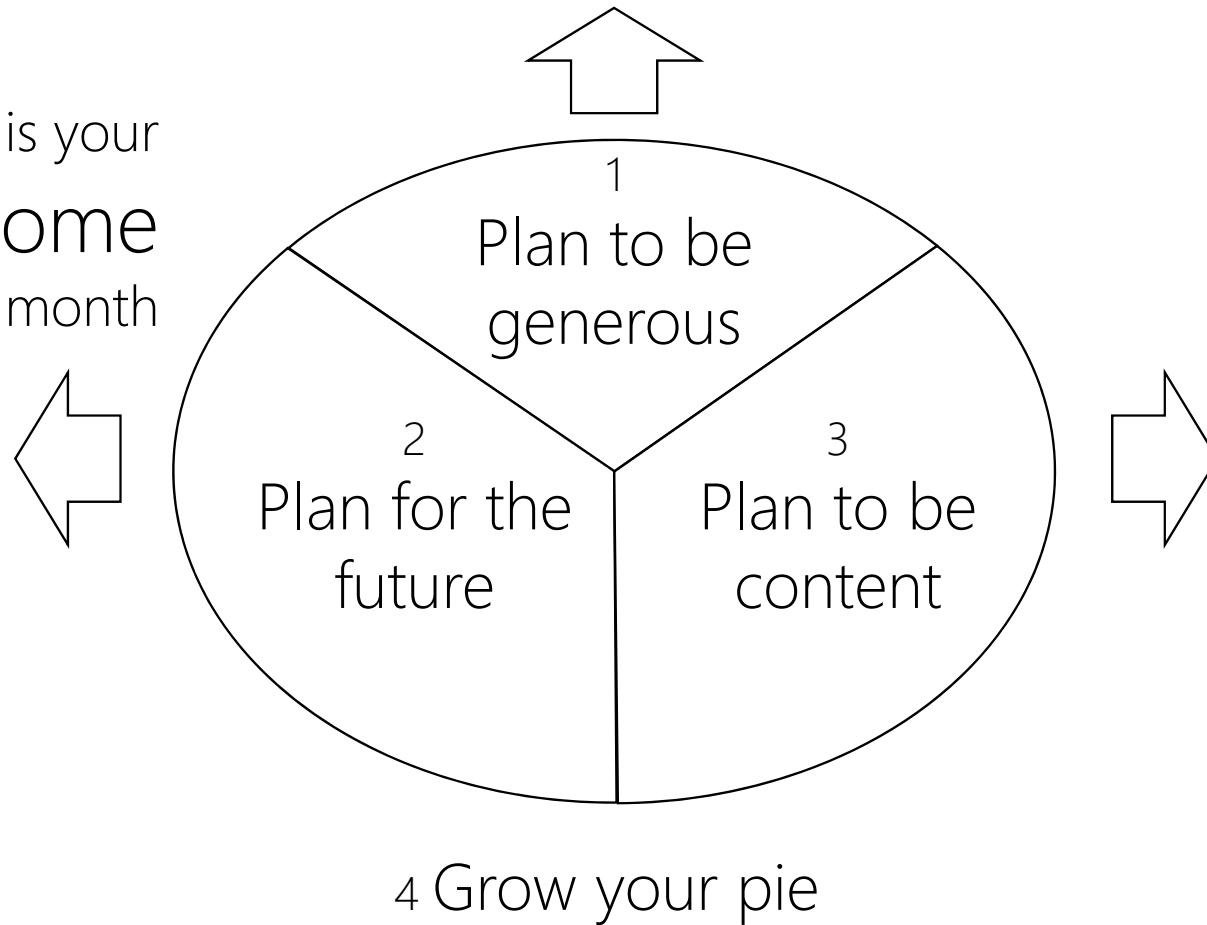 is your
ome
month
1
Plan to be
generous
2
Plan for the
future
3
Plan to be
content
4 Grow your pie